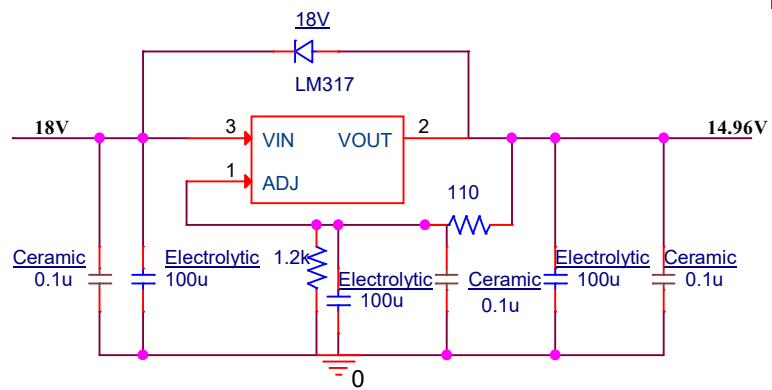 18V
LM317
18V
3
VIN
VOUT
2
14.96V
1
ADJ
110
Ceramic
0.1u
Electrolytic
100u
1.2k
Electrolytic
100u
Ceramic
0.1u
Electrolytic
100u
Ceramic
0.1u
0